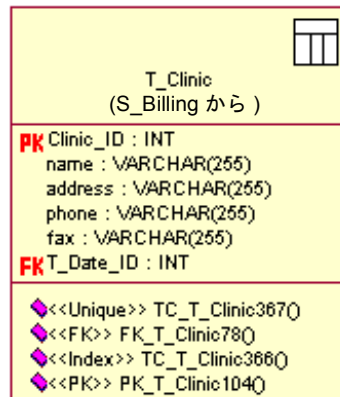 T_Clinic
(S_Billing から )
PK Clinic_ID : INT
name : VARCHAR(255)
address : VARCHAR(255)
phone : VARCHAR(255)
fax : VARCHAR(255)
FK T_Date_ID : INT
<<Unique>> TC_T_Clinic367()
<<FK>> FK_T_Clinic78()
<<Index>> TC_T_Clinic366()
<<PK>> PK_T_Clinic104()